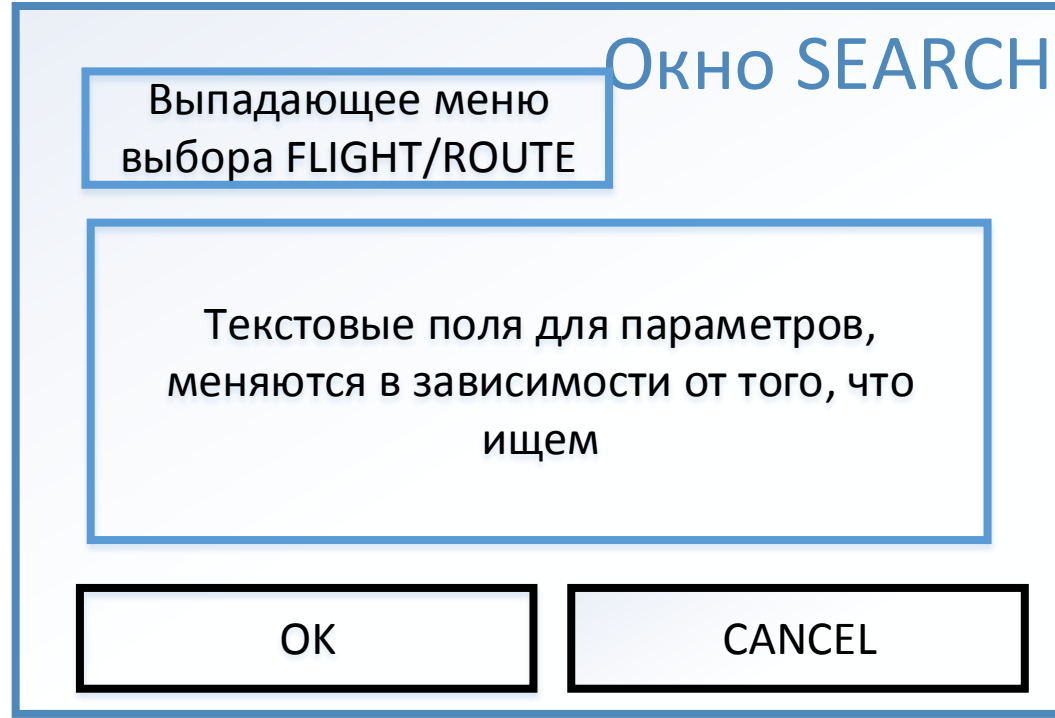 Окно SEARCH
Выпадающее меню
выбора FLIGHT/ROUTE
Текстовые поля для параметров,
меняются в зависимости от того, что
ищем
OK
CANCEL